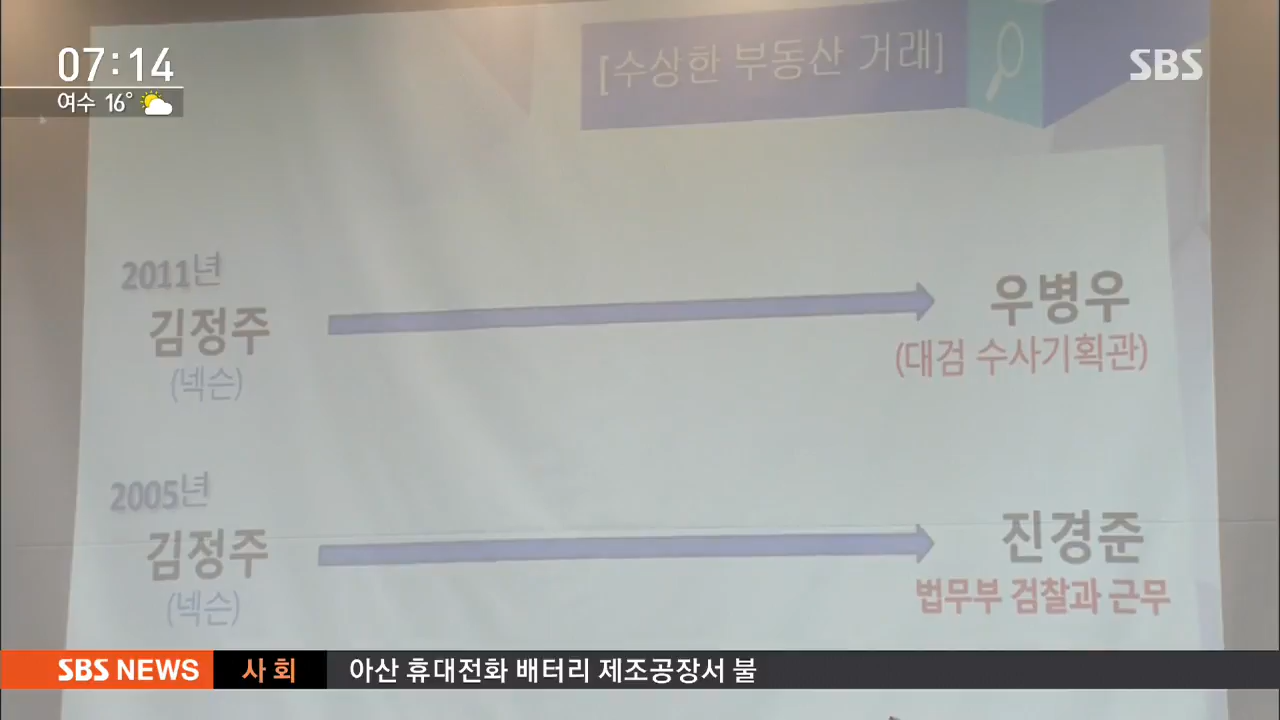 07:14
여수 16°
SBS
[수상한 부동산 거래]
2011년
김정주
(넥슨)
우병우
(대검 수사기획관)
2005년
김정주
(넥슨)
진경준
법무부 검찰과 근무
SBS NEWS 사회 아산 휴대전화 배터리 제조공장서 불